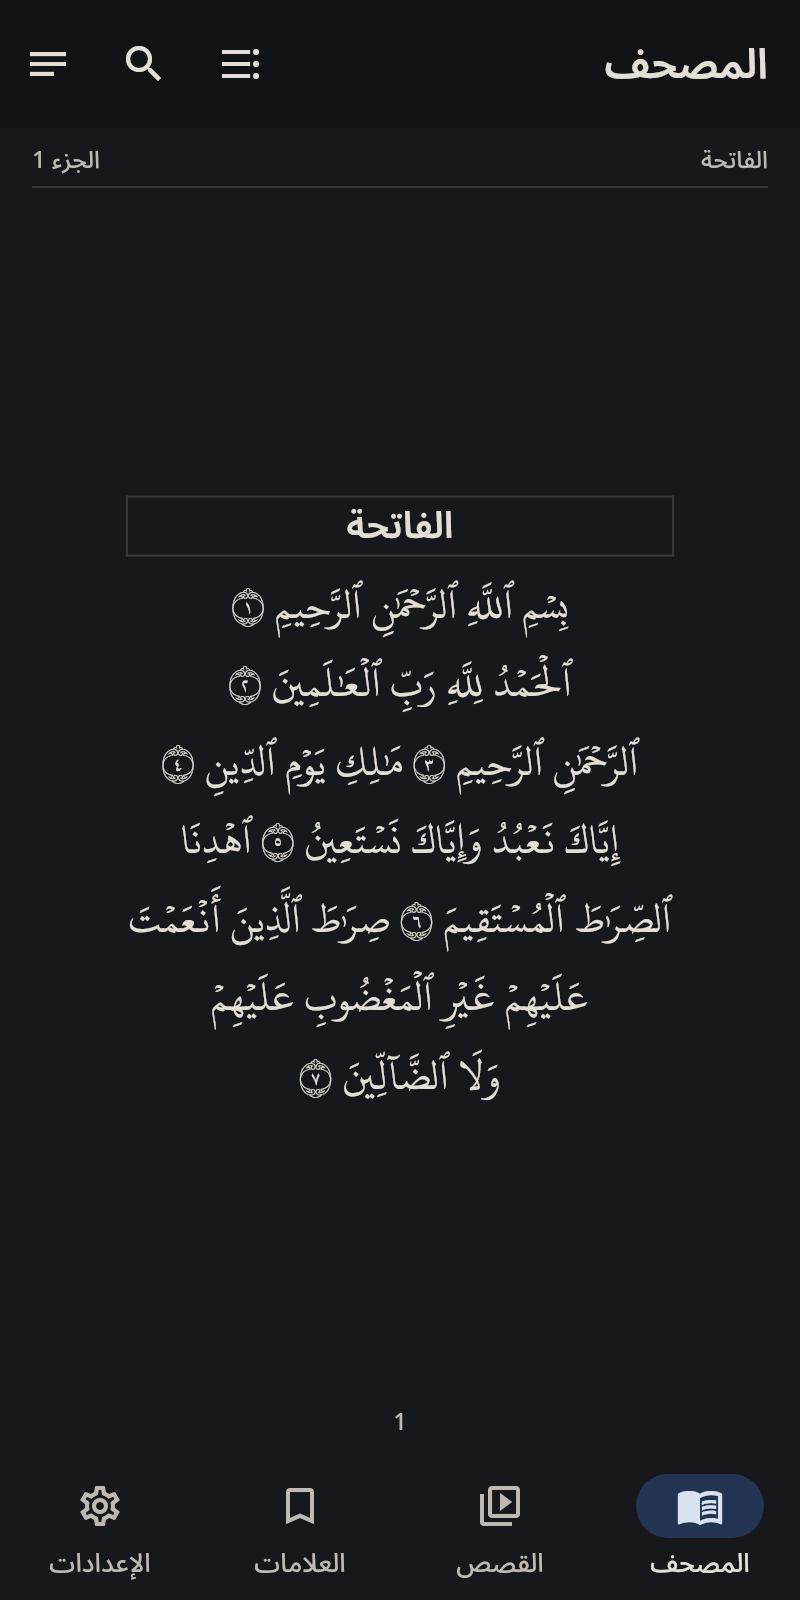 المصحف
الفاتحة
الجزء 1
الفاتحة
بِسْمِ ٱللَّهِ ٱلرَّحْمَٰنِ ٱلرَّحِيمِ ١
ٱلْحَمْدُ لِلَّهِ رَبِّ ٱلْعَٰلَمِينَ ٢
ٱلرَّحْمَٰنِ ٱلرَّحِيمِ ٣ مَٰلِكِ يَوْمِ ٱلدِّينِ ٤
إِيَّاكَ نَعْبُدُ وَإِيَّاكَ نَسْتَعِينُ ٥ ٱهْدِنَا
ٱلصِّرَٰطَ ٱلْمُسْتَقِيمَ ٦ صِرَٰطَ ٱلَّذِينَ أَنْعَمْتَ
عَلَيْهِمْ غَيْرِ ٱلْمَغْضُوبِ عَلَيْهِمْ
وَلَا ٱلضَّآلِّينَ ٧
1
المصحف
القصص
العلامات
الإعدادات